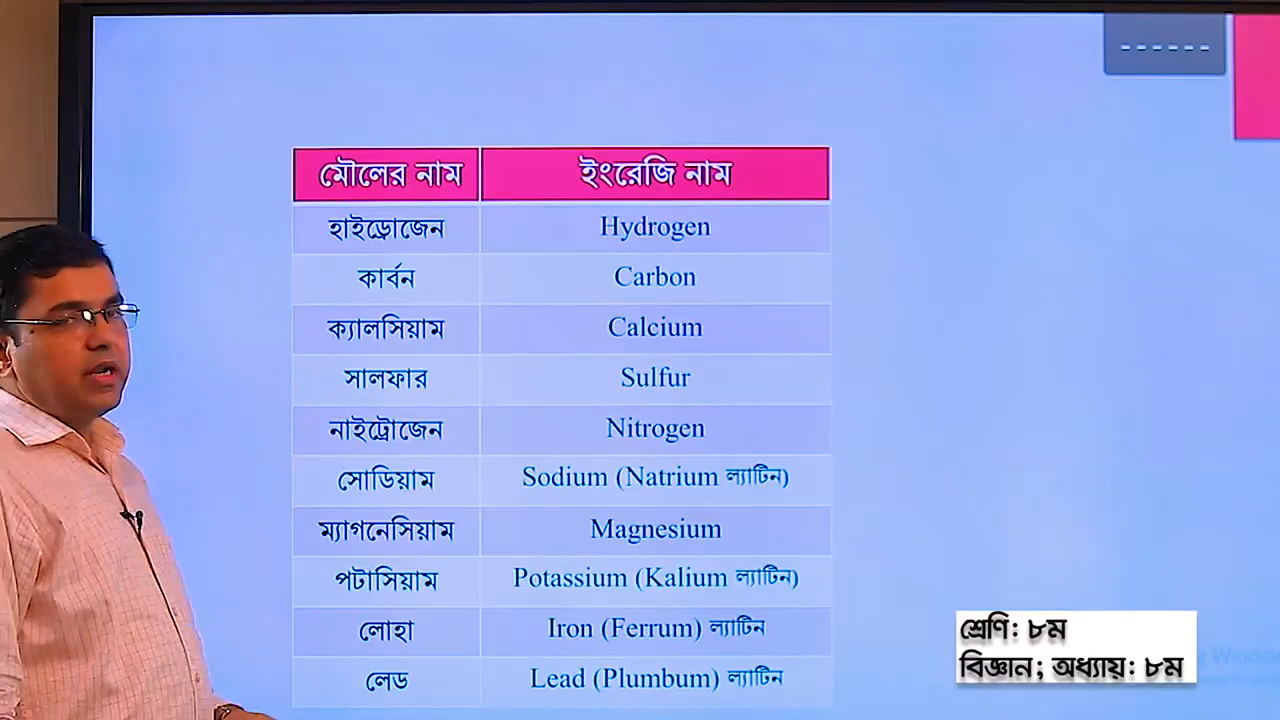 মৌলের নাম ইংরেজি নাম
হাইড্রোজেন Hydrogen
কার্বন Carbon
ক্যালসিয়াম Calcium
সালফার Sulfur
নাইট্রোজেন Nitrogen
সোডিয়াম Sodium (Natrium ল্যাটিন)
ম্যাগনেসিয়াম Magnesium
পটাসিয়াম Potassium (Kalium ল্যাটিন)
লোহা Iron (Ferrum) ল্যাটিন
লেড Lead (Plumbum) ল্যাটিন
শ্রেণি: ৮ম
বিজ্ঞান; অধ্যায়: ৮ম